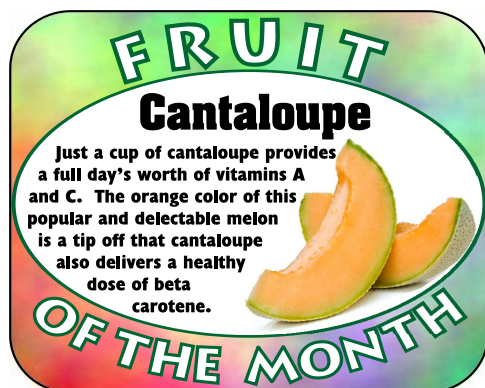 FRUIT
Cantaloupe
Just a cup of cantaloupe provides
a full day's worth of vitamins A
and C.  The orange color of this
popular and delectable melon
is a tip off that cantaloupe
also delivers a healthy
dose of beta
carotene.
OF THE MONTH